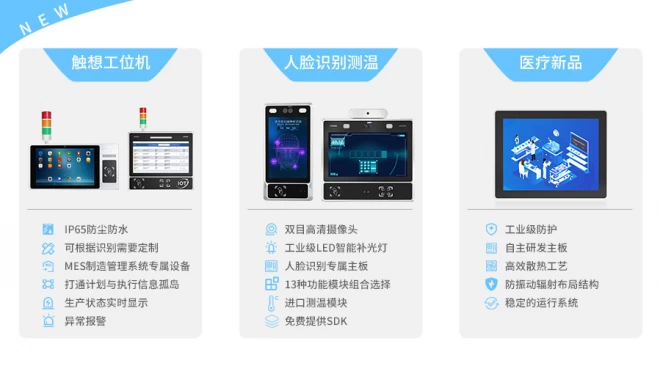 NEW
触想工位机
IP65防尘防水
可根据识别需要定制
MES制造管理系统专属设备
打通计划与执行信息孤岛
生产状态实时显示
异常报警
人脸识别测温
双目高清摄像头
工业级LED智能补光灯
人脸识别专属主板
13种功能模块组合选择
进口测温模块
免费提供SDK
医疗新品
工业级防护
自主研发主板
高效散热工艺
防振动辐射布局结构
稳定的运行系统